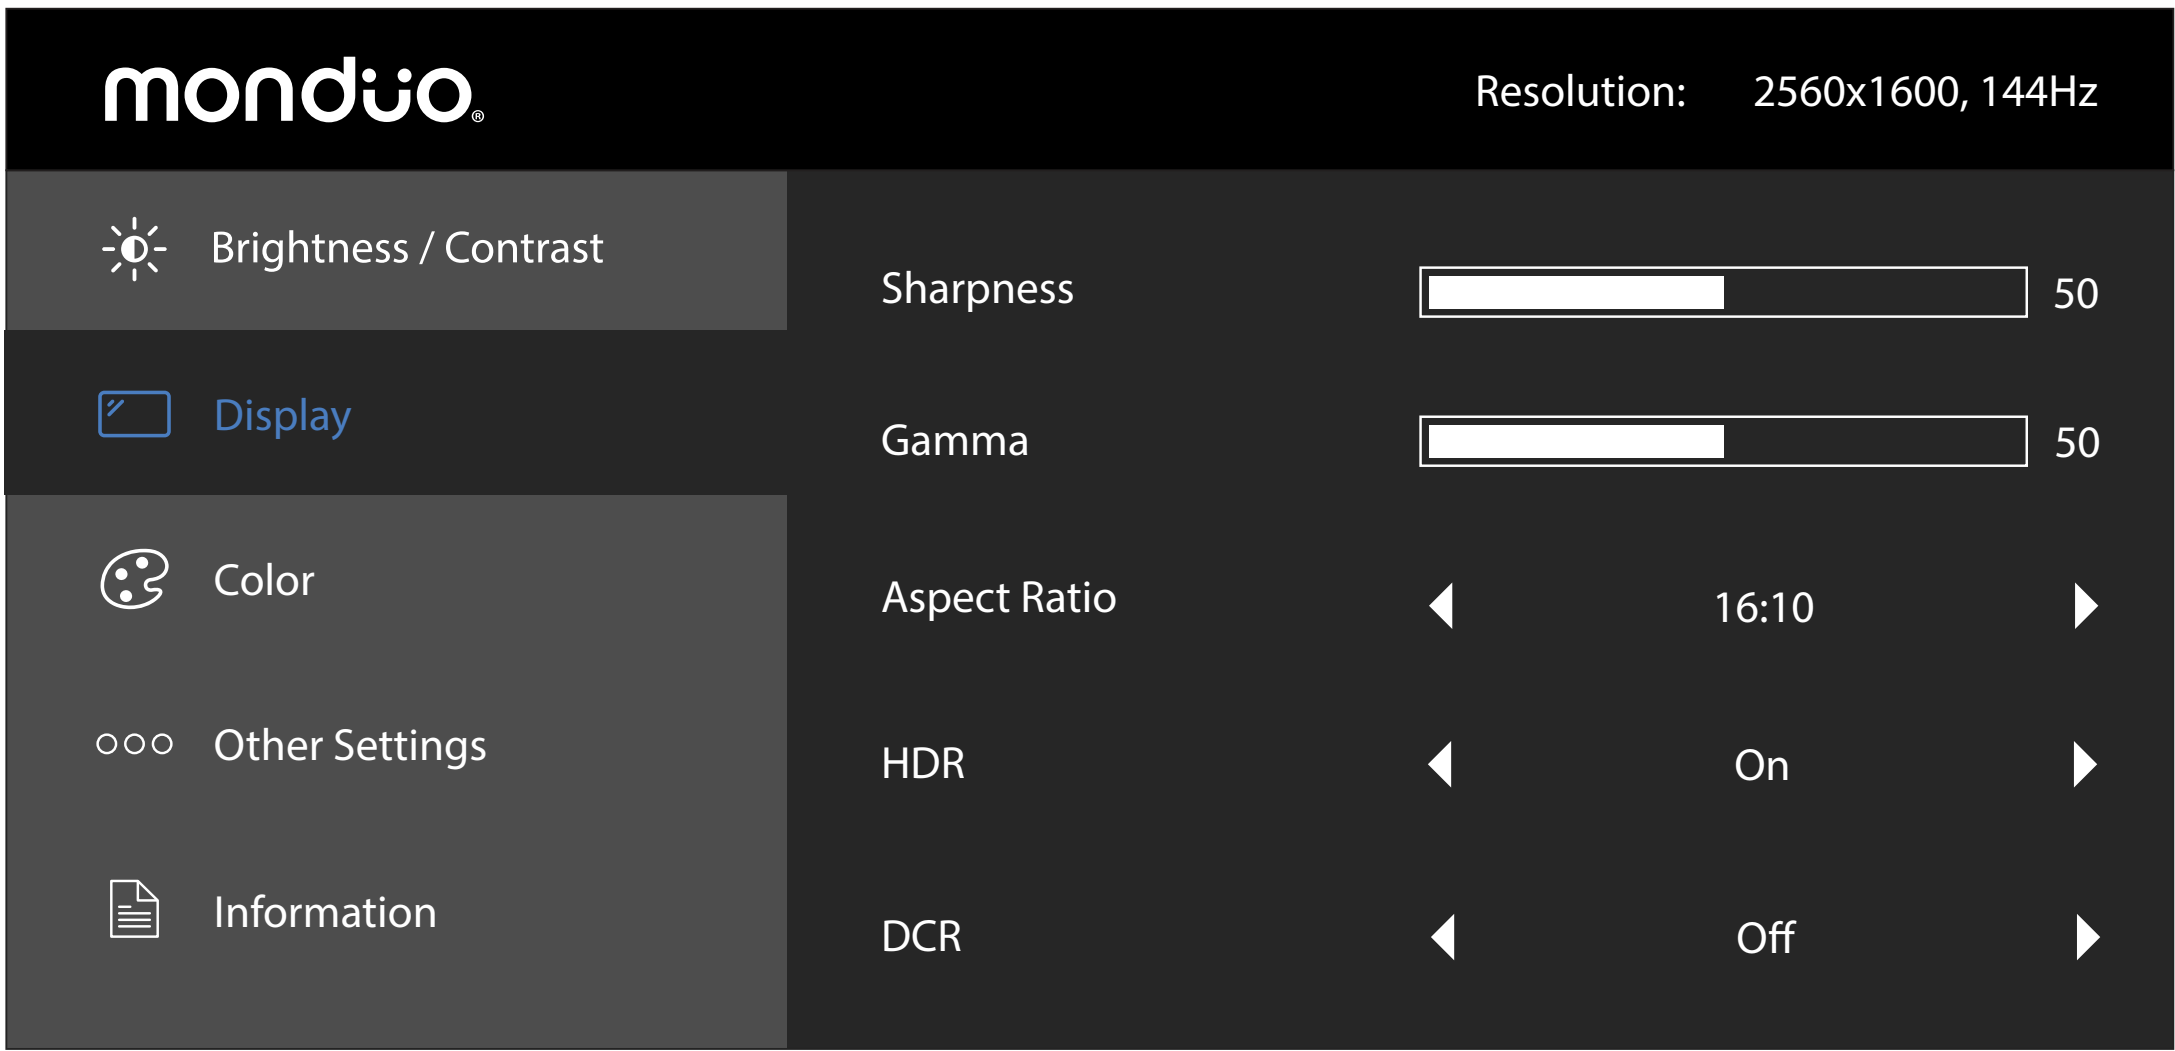 mondüo®
Resolution: 2560x1600, 144Hz
Brightness / Contrast
Display
Color
Other Settings
Information
Sharpness 50
Gamma 50
Aspect Ratio 16:10
HDR On
DCR Off